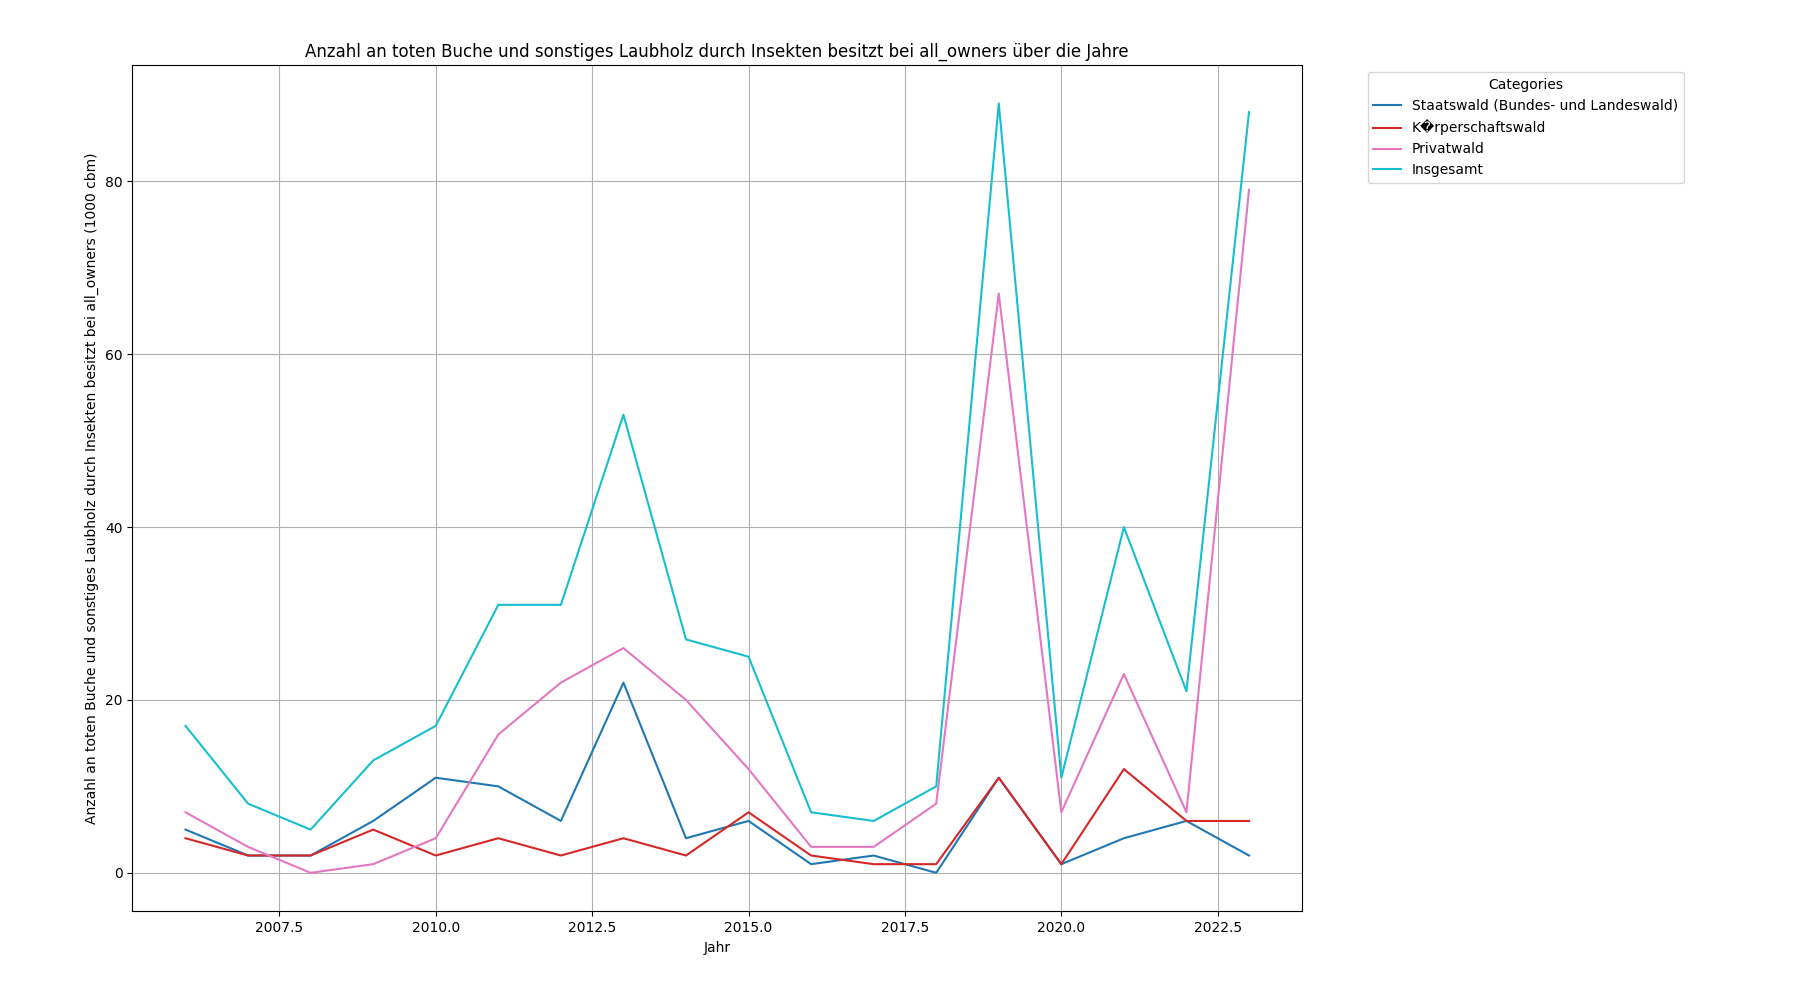 Anzahl an toten Buche und sonstiges Laubholz durch Insekten besitzt bei all_owners über die Jahre
Anzahl an toten Buche und sonstiges Laubholz durch Insekten besitzt bei all_owners (1000 cbm)
80
60
40
20
0
2007.5 2010.0 2012.5 2015.0 2017.5 2020.0 2022.5
Jahr
Categories
Staatswald (Bundes- und Landeswald)
K�rperschaftswald
Privatwald
Insgesamt